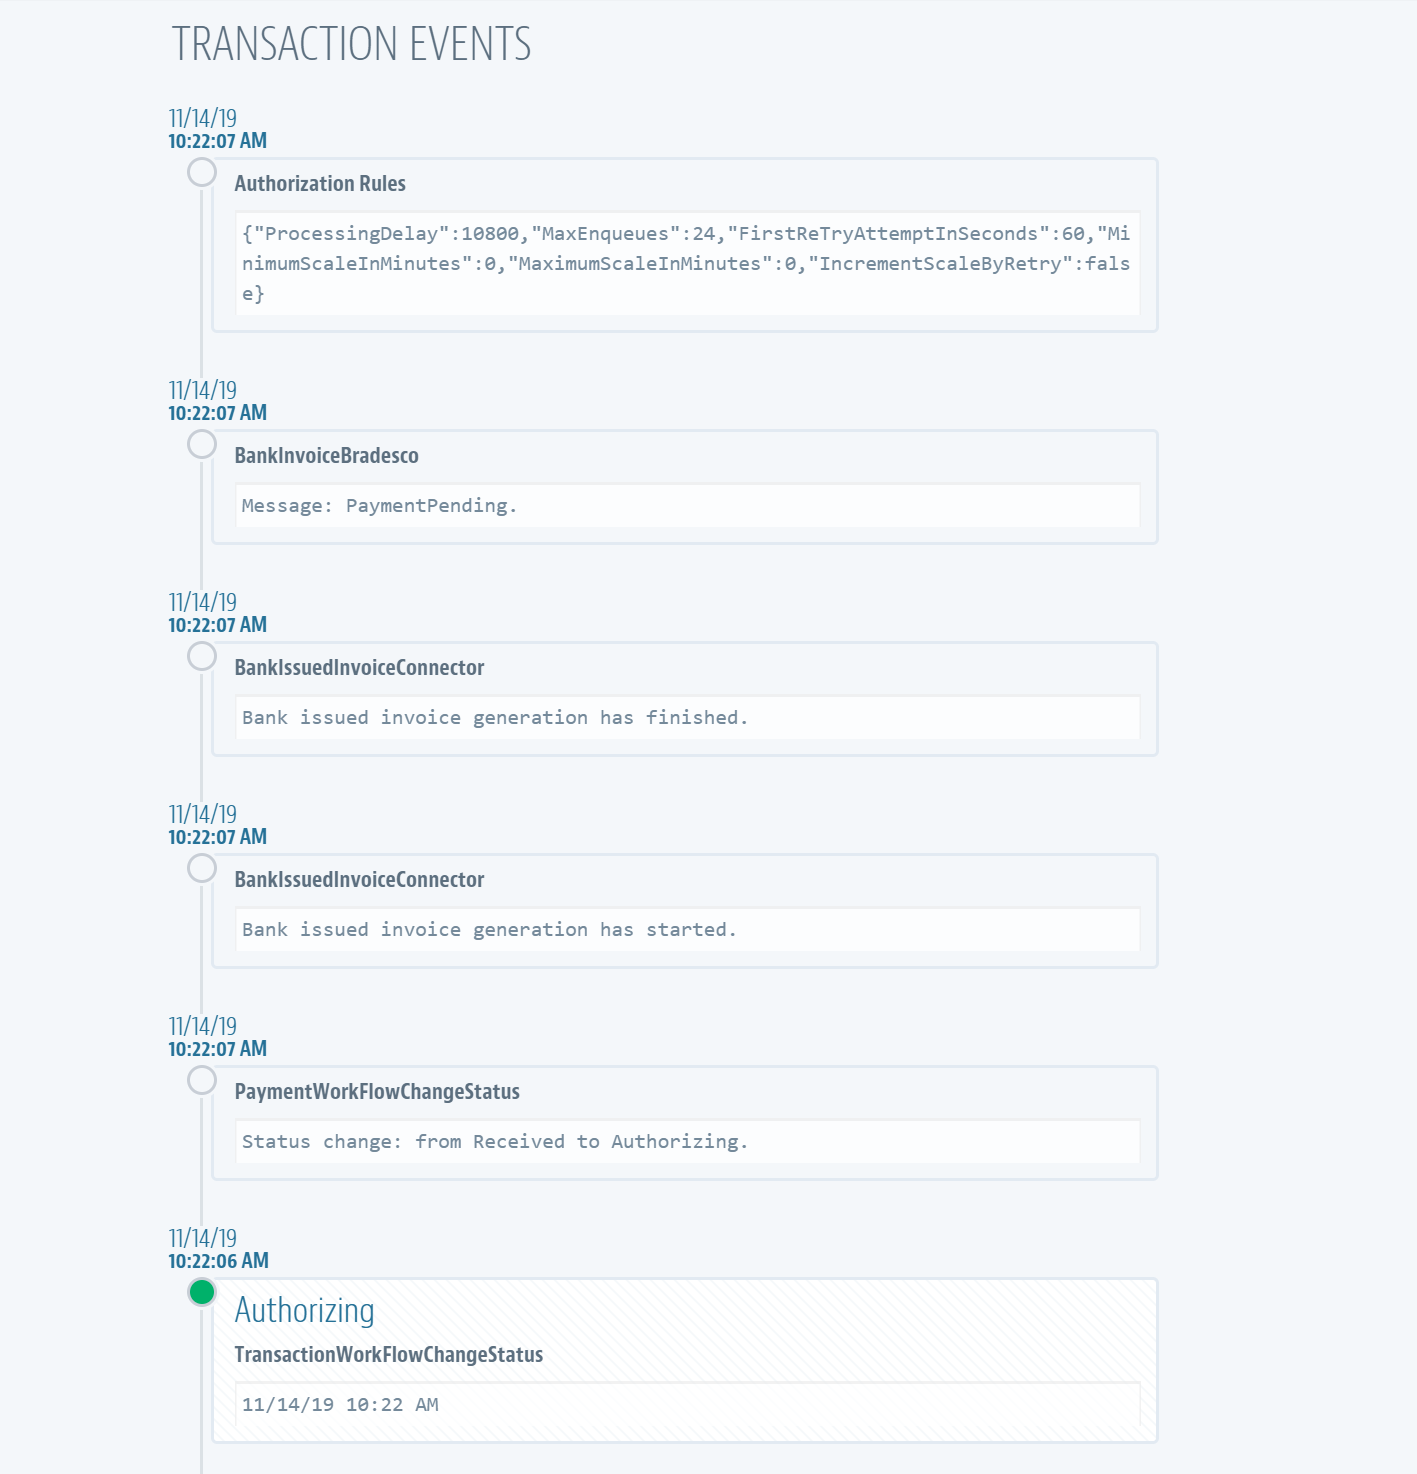 TRANSACTION EVENTS
11/14/19
10:22:07 AM
Authorization Rules
{"ProcessingDelay":10800,"MaxEnqueues":24,"FirstReTryAttemptInSeconds":60,"Mi
nimumScaleInMinutes":0,"MaximumScaleInMinutes":0,"IncrementScaleByRetry":fals
e}
11/14/19
10:22:07 AM
BankInvoiceBradesco
Message: PaymentPending.
11/14/19
10:22:07 AM
BankIssuedInvoiceConnector
Bank issued invoice generation has finished.
11/14/19
10:22:07 AM
BankIssuedInvoiceConnector
Bank issued invoice generation has started.
11/14/19
10:22:07 AM
PaymentWorkFlowChangeStatus
Status change: from Received to Authorizing.
11/14/19
10:22:06 AM
Authorizing
TransactionWorkFlowChangeStatus
11/14/19 10:22 AM